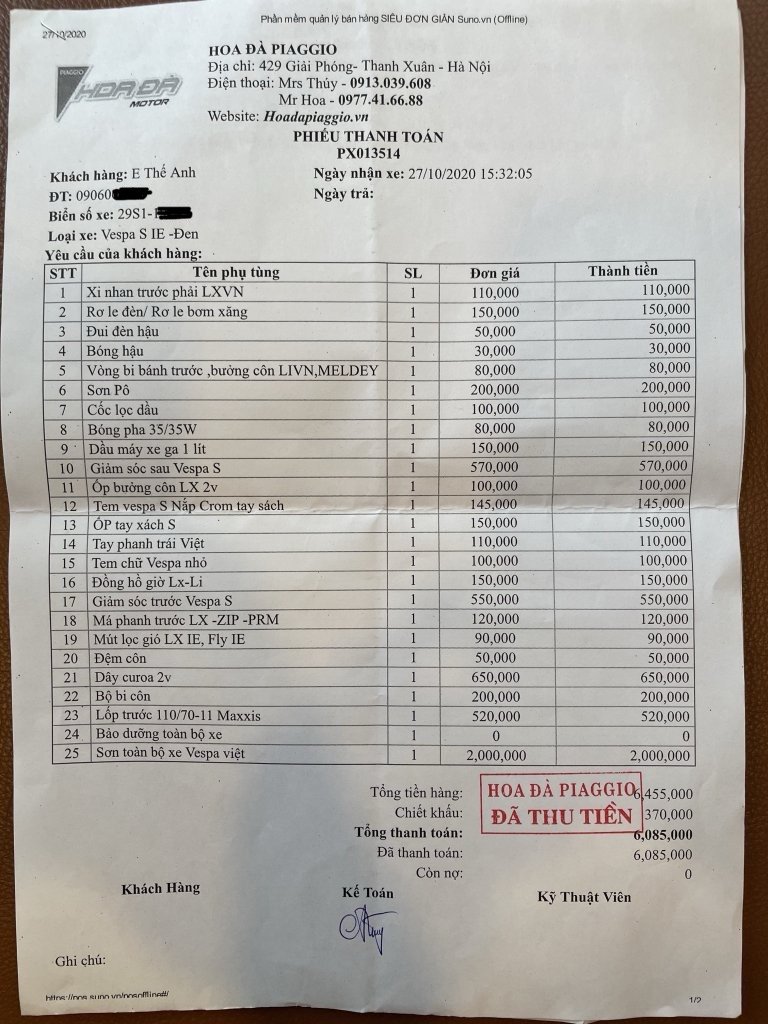 Phần mềm quản lý bán hàng SIÊU ĐƠN GIẢN Suno.vn (Offline)
27/10/2020
PIAGGIO
HOA ĐÀ
MOTOR
HOA ĐÀ PIAGGIO
Địa chỉ: 429 Giải Phóng- Thanh Xuân - Hà Nội
Điện thoại: Mrs Thúy - 0913.039.608
Mr Hoa - 0977.41.66.88
Website: Hoadapiaggio.vn
PHIẾU THANH TOÁN
PX013514
Khách hàng: E Thế Anh
Ngày nhận xe: 27/10/2020 15:32:05
ĐT: 09060
Ngày trả:
Biển số xe: 29S1-
Loại xe: Vespa S IE -Đen
Yêu cầu của khách hàng:
STT Tên phụ tùng SL Đơn giá Thành tiền
1 Xi nhan trước phải LXVN 1 110,000 110,000
2 Rơ le đèn/ Rơ le bơm xăng 1 150,000 150,000
3 Đui đèn hậu 1 50,000 50,000
4 Bóng hậu 1 30,000 30,000
5 Vòng bi bánh trước ,bưởng côn LIVN,MELDEY 1 80,000 80,000
6 Sơn Pô 1 200,000 200,000
7 Cốc lọc dầu 1 100,000 100,000
8 Bóng pha 35/35W 1 80,000 80,000
9 Dầu máy xe ga 1 lít 1 150,000 150,000
10 Giảm sóc sau Vespa S 1 570,000 570,000
11 Ốp bưởng côn LX 2v 1 100,000 100,000
12 Tem vespa S Nắp Crom tay sách 1 145,000 145,000
13 ỐP tay xách S 1 150,000 150,000
14 Tay phanh trái Việt 1 110,000 110,000
15 Tem chữ Vespa nhỏ 1 100,000 100,000
16 Đồng hồ giờ Lx-Li 1 150,000 150,000
17 Giảm sóc trước Vespa S 1 550,000 550,000
18 Má phanh trước LX -ZIP -PRM 1 120,000 120,000
19 Mút lọc gió LX IE, Fly IE 1 90,000 90,000
20 Đệm côn 1 50,000 50,000
21 Dây curoa 2v 1 650,000 650,000
22 Bộ bi côn 1 200,000 200,000
23 Lốp trước 110/70-11 Maxxis 1 520,000 520,000
24 Bảo dưỡng toàn bộ xe 1 0 0
25 Sơn toàn bộ xe Vespa việt 1 2,000,000 2,000,000
Tổng tiền hàng: 6,455,000
Chiết khấu: 370,000
Tổng thanh toán: 6,085,000
Đã thanh toán: 6,085,000
Còn nợ: 0
HOA ĐÀ PIAGGIO
ĐÃ THU TIỀN
Khách Hàng Kế Toán Kỹ Thuật Viên
Ghi chú:
https://pos.suno.vn/posoffline#/
1/2